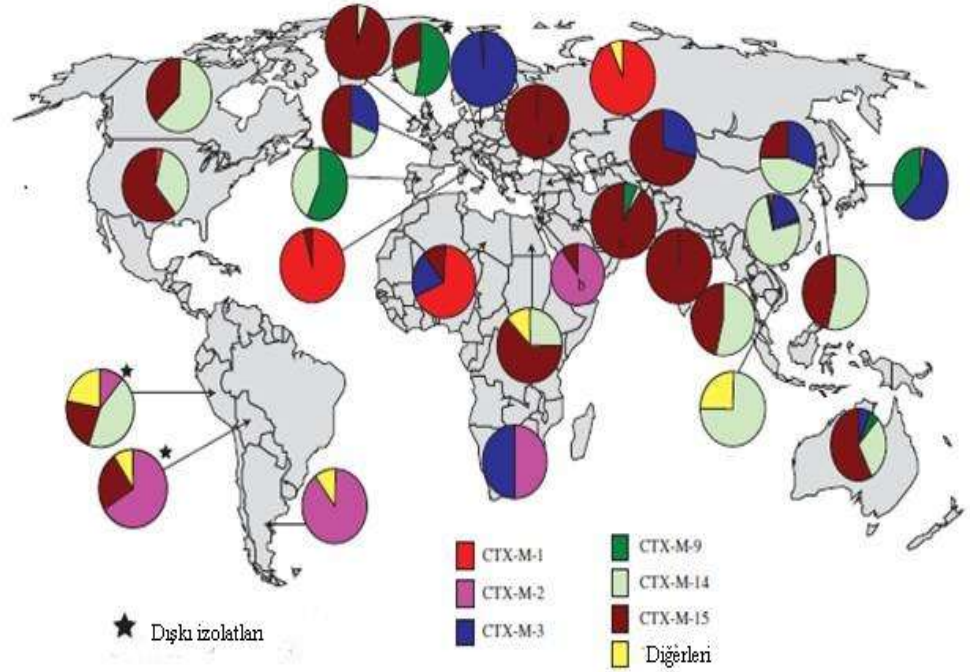 b
CTX-M-1
CTX-M-2
CTX-M-3
CTX-M-9
CTX-M-14
CTX-M-15
Diğerleri
Dışkı izolatları